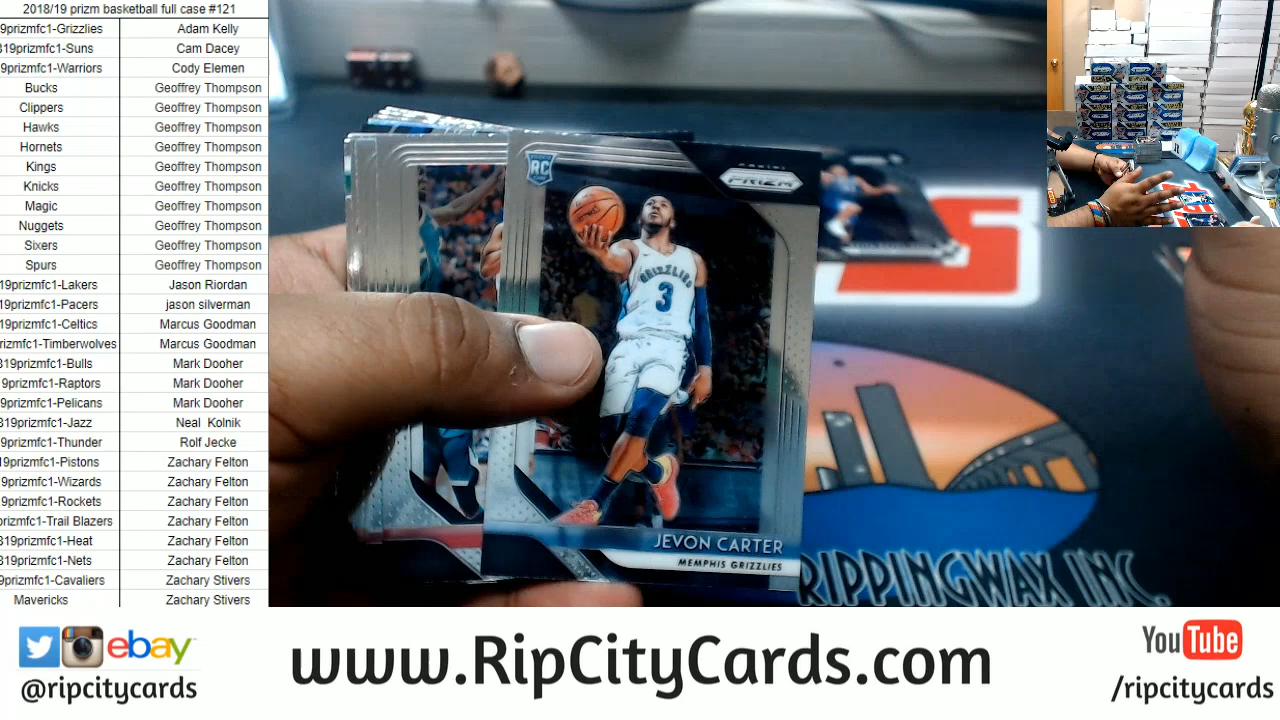 2018/19 prizm basketball full case #121
9prizmfc1-Grizzlies Adam Kelly
319prizmfc1-Suns Cam Dacey
9prizmfc1-Warriors Cody Elemen
Bucks Geoffrey Thompson
Clippers Geoffrey Thompson
Hawks Geoffrey Thompson
Hornets Geoffrey Thompson
Kings Geoffrey Thompson
Knicks Geoffrey Thompson
Magic Geoffrey Thompson
Nuggets Geoffrey Thompson
Sixers Geoffrey Thompson
Spurs Geoffrey Thompson
19prizmfc1-Lakers Jason Riordan
19prizmfc1-Pacers jason silverman
19prizmfc1-Celtics Marcus Goodman
rizmfc1-Timberwolves Marcus Goodman
319prizmfc1-Bulls Mark Dooher
9prizmfc1-Raptors Mark Dooher
9prizmfc1-Pelicans Mark Dooher
319prizmfc1-Jazz Neal Kolnik
9prizmfc1-Thunder Rolf Jecke
19prizmfc1-Pistons Zachary Felton
9prizmfc1-Wizards Zachary Felton
9prizmfc1-Rockets Zachary Felton
prizmfc1-Trail Blazers Zachary Felton
319prizmfc1-Heat Zachary Felton
319prizmfc1-Nets Zachary Felton
9prizmfc1-Cavaliers Zachary Stivers
Mavericks Zachary Stivers
RC
PANINI
PRIZM
GRIZZLIES
3
JEVON CARTER
MEMPHIS GRIZZLIES
S
RIPPINGWAX INC.
ebay
@ripcitycards
www.RipCityCards.com
YouTube
/ripcitycards